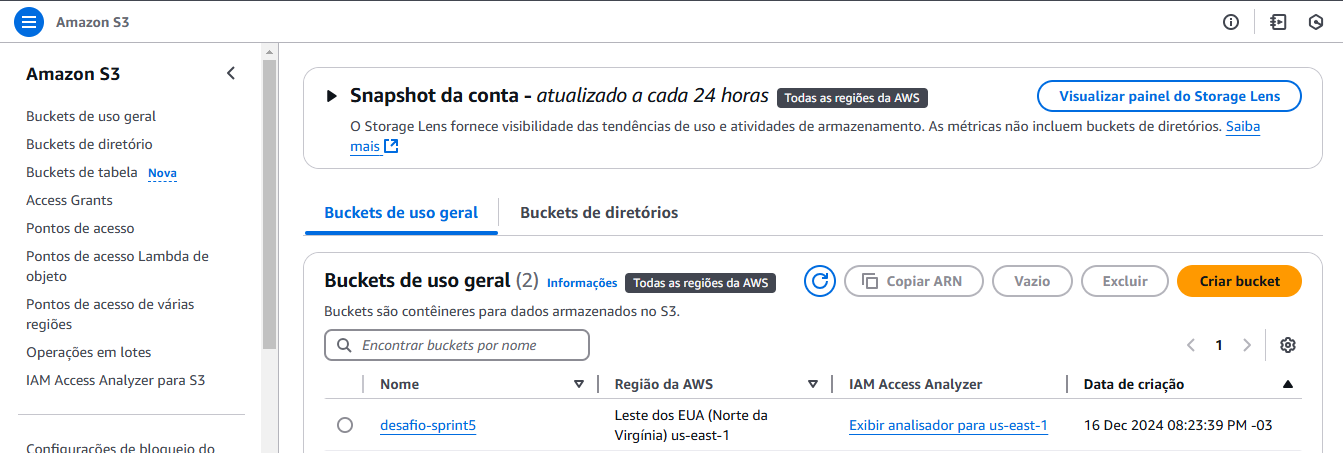 Amazon S3
Amazon S3
Buckets de uso geral
Buckets de diretório
Buckets de tabela Nova
Access Grants
Pontos de acesso
Pontos de acesso Lambda de
objeto
Pontos de acesso de várias
regiões
Operações em lotes
IAM Access Analyzer para S3
Configurações de bloqueio do
Snapshot da conta - atualizado a cada 24 horas Todas as regiões da AWS
Visualizar painel do Storage Lens
O Storage Lens fornece visibilidade das tendências de uso e atividades de armazenamento. As métricas não incluem buckets de diretórios. Saiba
mais
Buckets de uso geral Buckets de diretórios
Buckets de uso geral (2) Informações Todas as regiões da AWS
Copiar ARN Vazio Excluir Criar bucket
Buckets são contêineres para dados armazenados no S3.
Encontrar buckets por nome
1
Nome Região da AWS IAM Access Analyzer Data de criação
desafio-sprint5 Leste dos EUA (Norte da
Virgínia) us-east-1 Exibir analisador para us-east-1 16 Dec 2024 08:23:39 PM -03